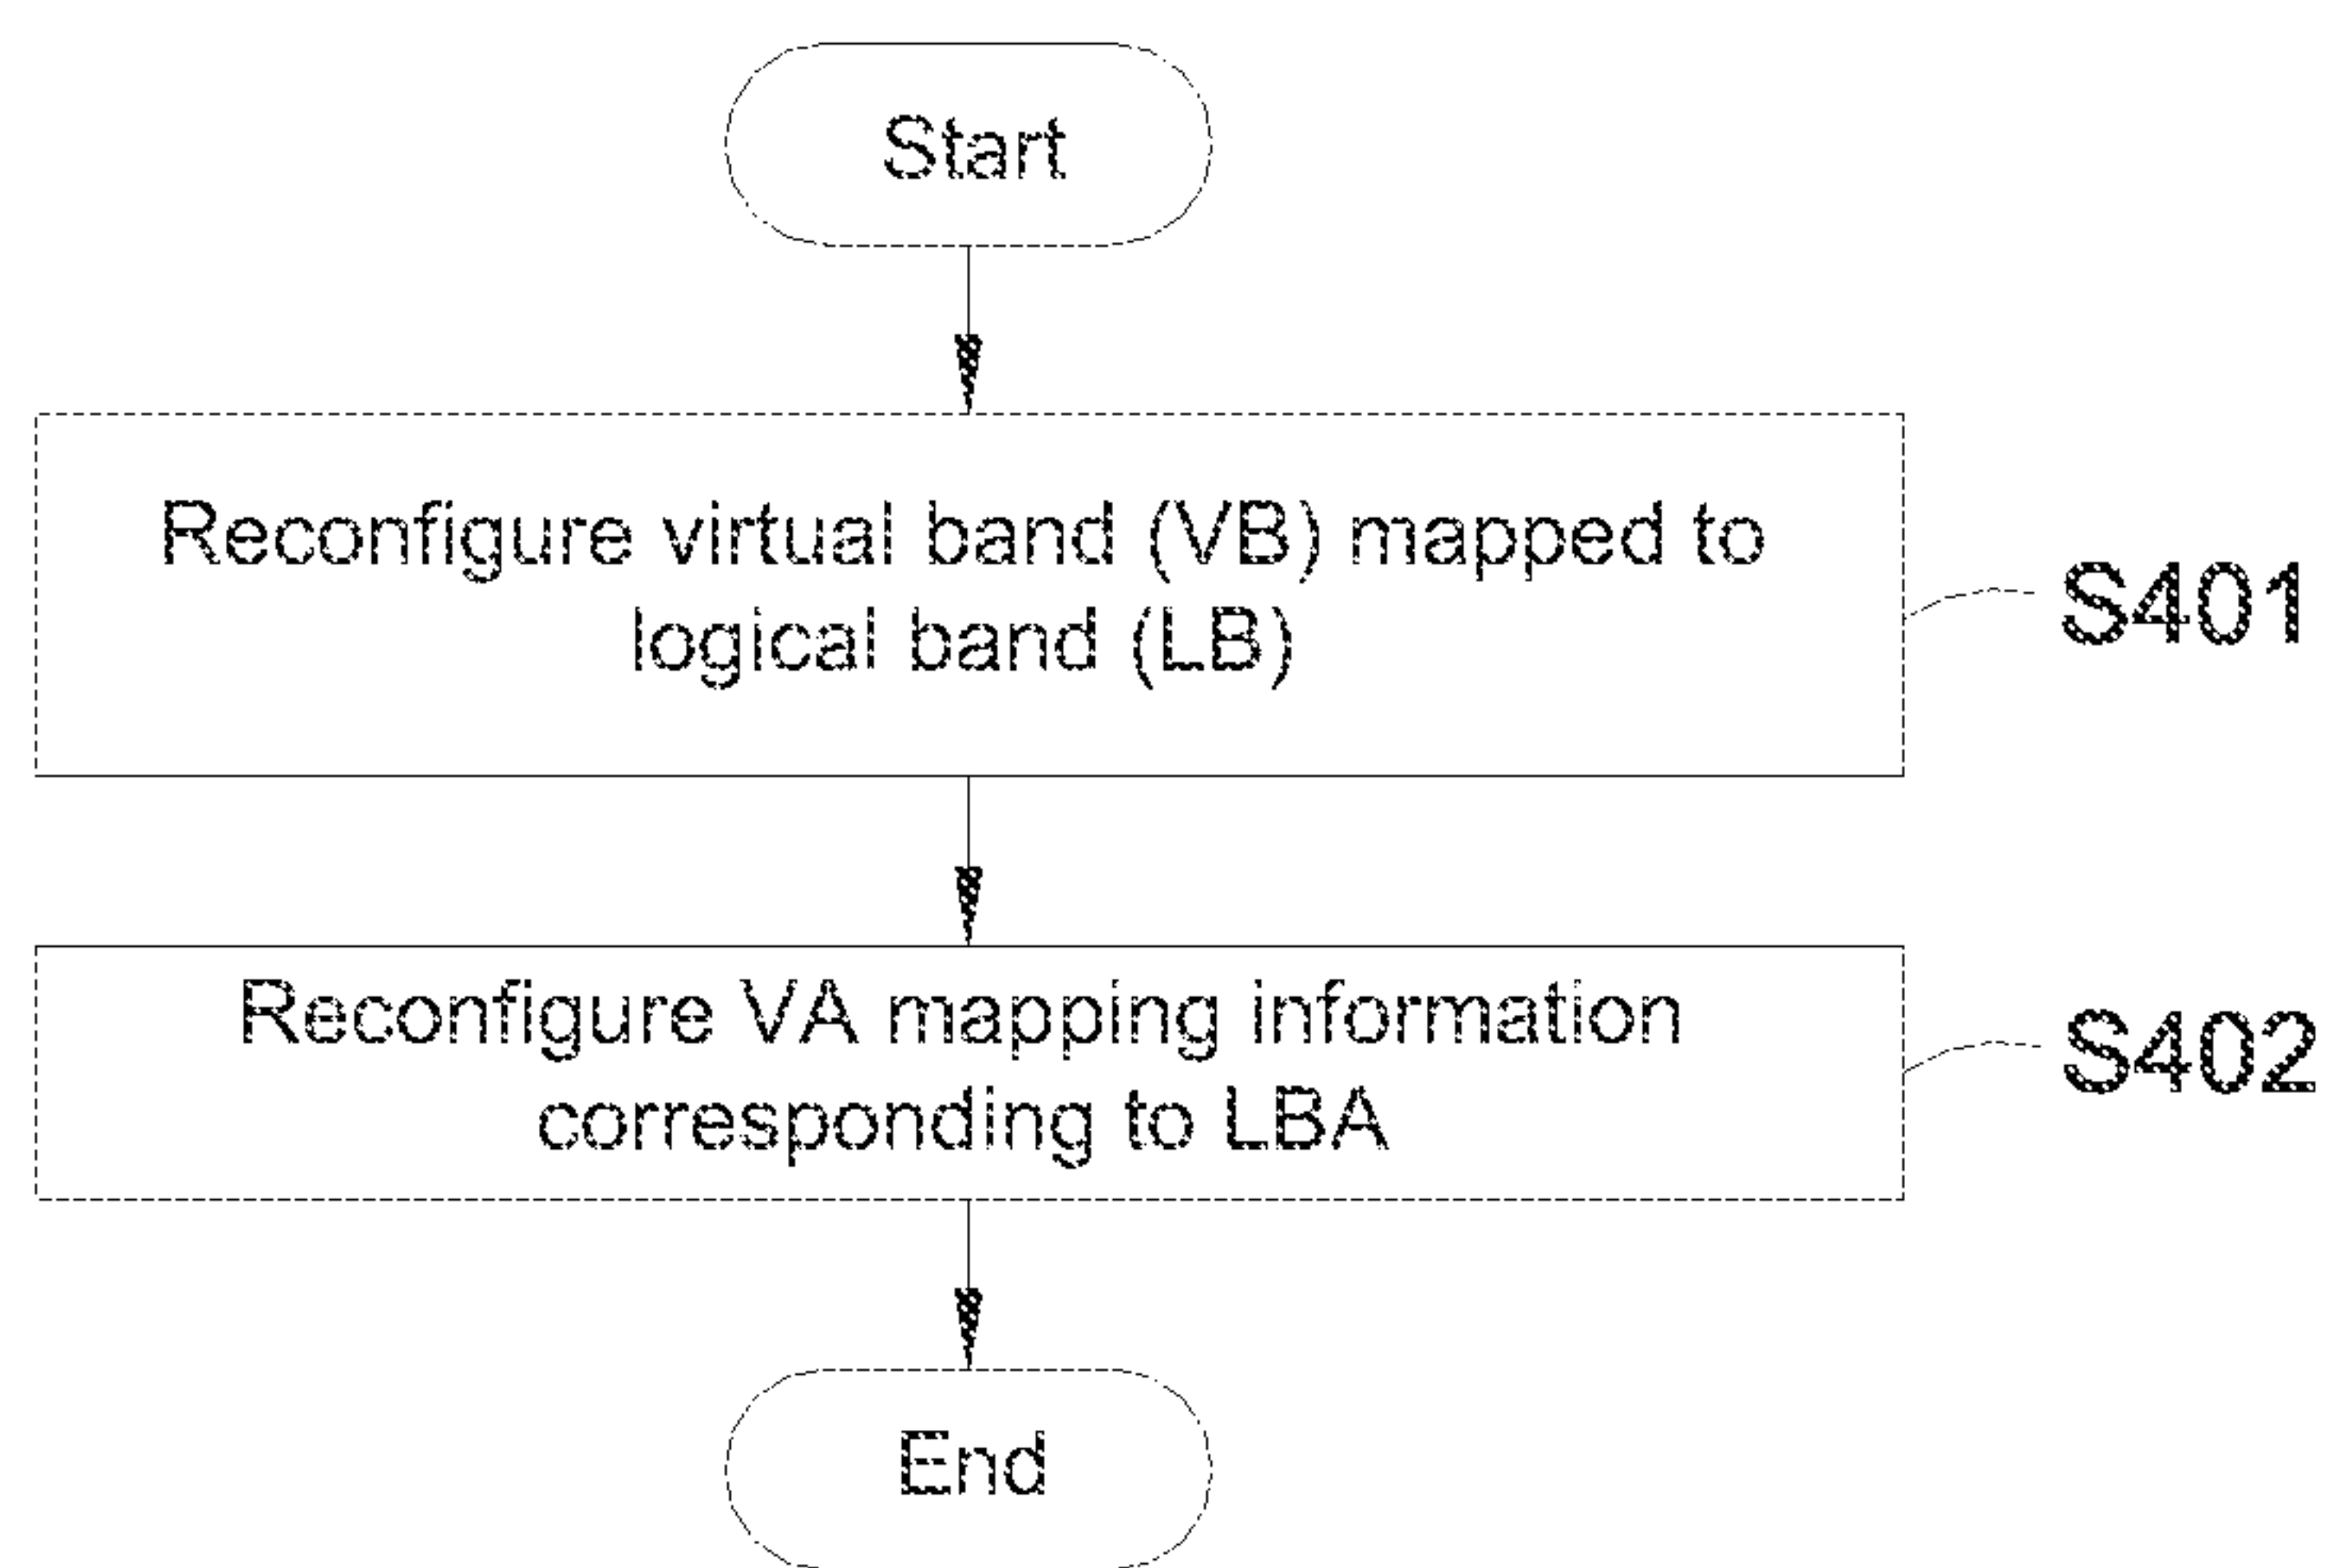 Start
Reconfigure virtual band (VB) mapped to
logical band (LB)
S401
Reconfigure VA mapping information
corresponding to LBA
S402
End